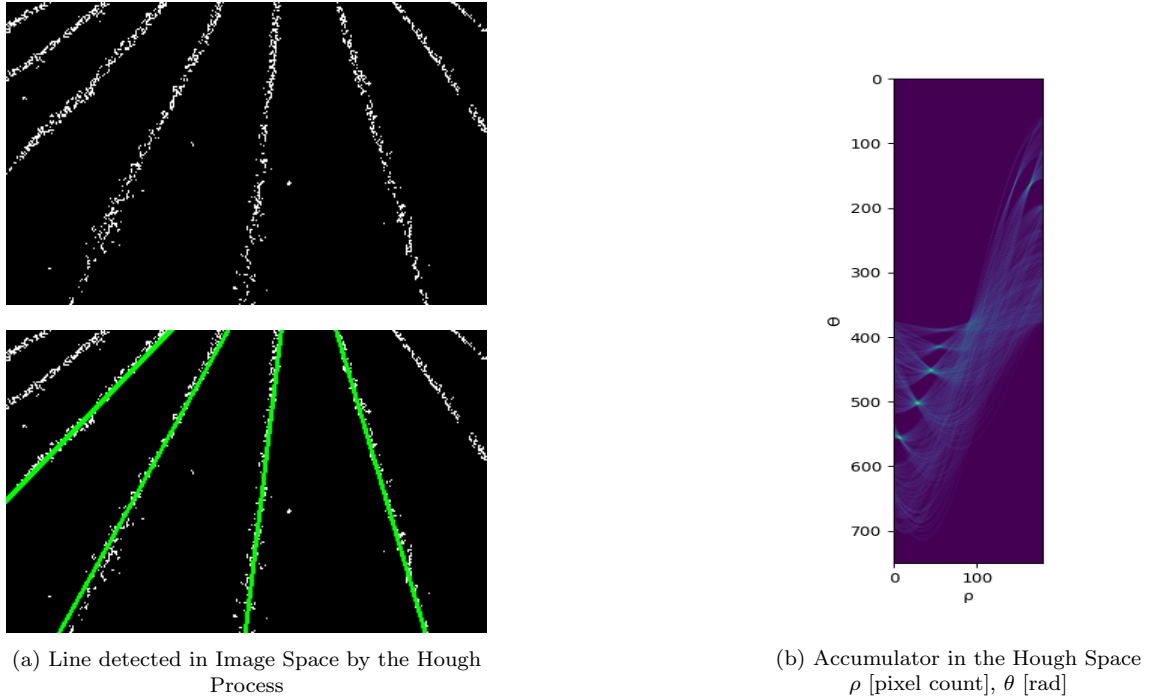 0
100
200
300
400
500
600
700
θ
0 100
ρ
(a) Line detected in Image Space by the Hough
Process
(b) Accumulator in the Hough Space
ρ [pixel count], θ [rad]